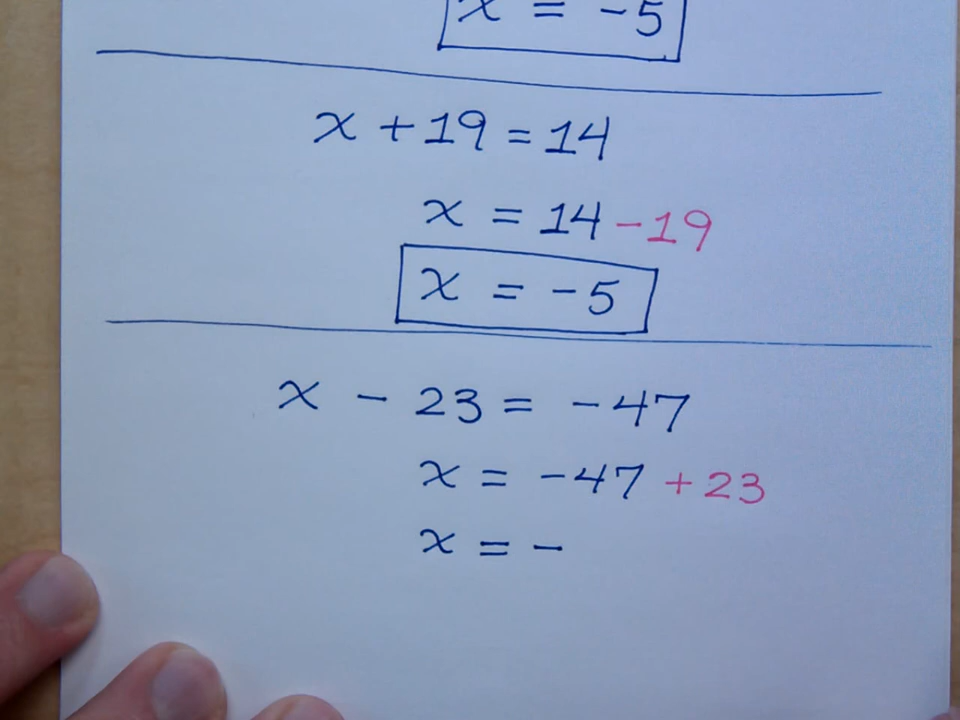 x = -5
x + 19 = 14
x = 14 - 19
x = -5
x - 23 = -47
x = -47 + 23
x = -